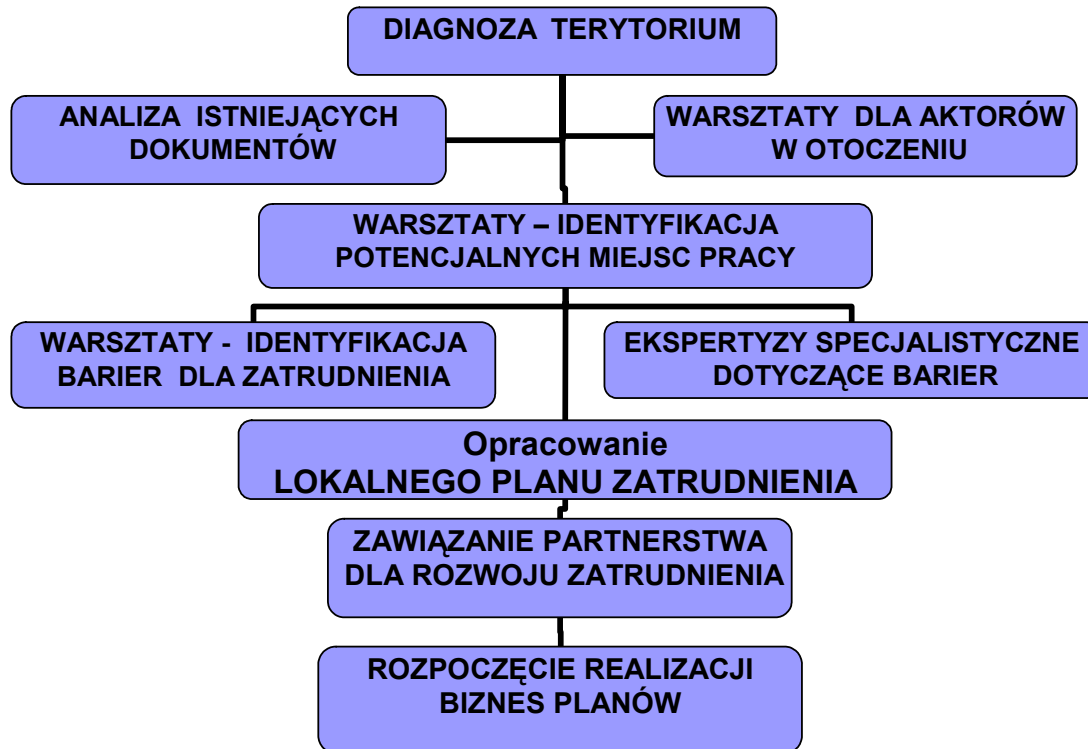 DIAGNOZA TERYTORIUM
ANALIZA ISTNIEJĄCYCH
DOKUMENTÓW
WARSZTATY DLA AKTORÓW
W OTOCZENIU
WARSZTATY – IDENTYFIKACJA
POTENCJALNYCH MIEJSC PRACY
WARSZTATY - IDENTYFIKACJA
BARIER DLA ZATRUDNIENIA
EKSPERTYZY SPECJALISTYCZNE
DOTYCZĄCE BARIER
Opracowanie
LOKALNEGO PLANU ZATRUDNIENIA
ZAWIĄZANIE PARTNERSTWA
DLA ROZWOJU ZATRUDNIENIA
ROZPOCZĘCIE REALIZACJI
BIZNES PLANÓW